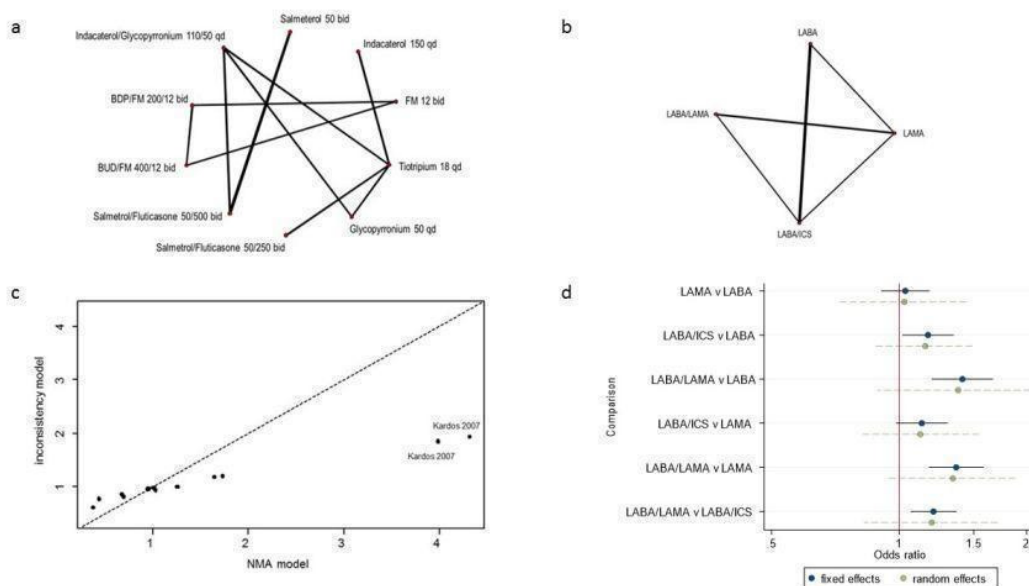 a
Salmeterol 50 bid
Indacaterol/Glycopyrronium 110/50 qd
Indacaterol 150 qd
BDP/FM 200/12 bid
FM 12 bid
BUD/FM 400/12 bid
Tiotripium 18 qd
Salmetrol/Fluticasone 50/500 bid
Glycopyrronium 50 qd
Salmetrol/Fluticasone 50/250 bid
b
LABA
LABA/LAMA
LAMA
LABA/ICS
c
inconsistency model
4
3
2
1
Kardos 2007
Kardos 2007
1
2
3
4
NMA model
d
Comparison
LAMA v LABA
LABA/ICS v LABA
LABA/LAMA v LABA
LABA/ICS v LAMA
LABA/LAMA v LAMA
LABA/LAMA v LABA/ICS
5
1
1.5
2
Odds ratio
fixed effects
random effects